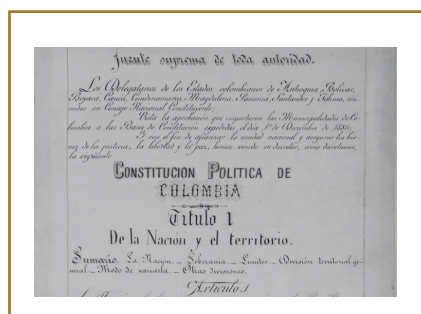 fuente suprema de toda autoridad.
Los Delegatarios de los Estados colombianos de Antioquia, Bolívar,
Boyacá, Cauca, Cundinamarca, Magdalena, Panamá, Santander y Tolima, reu-
nidos en Consejo Nacional Constituyente;
Vista la aprobación que impartieron las Municipalidades de Co-
lombia a las Bases de Constitución expedidas el día 1º de Diciembre de 1885;
Y con el fin de afianzar la unidad nacional y asegurar los bie-
nes de la justicia, la libertad y la paz, hemos venido en decretar, como decretamos,
la siguiente
CONSTITUCIÓN POLITICA DE
COLOMBIA
Titulo 1
De la Nación y el territorio.
Sumario. La Nación. _ Soberanía. _ Limites. _ División territorial ge-
neral. _ Modo de variarla. _ Otras divisiones.
Artículos